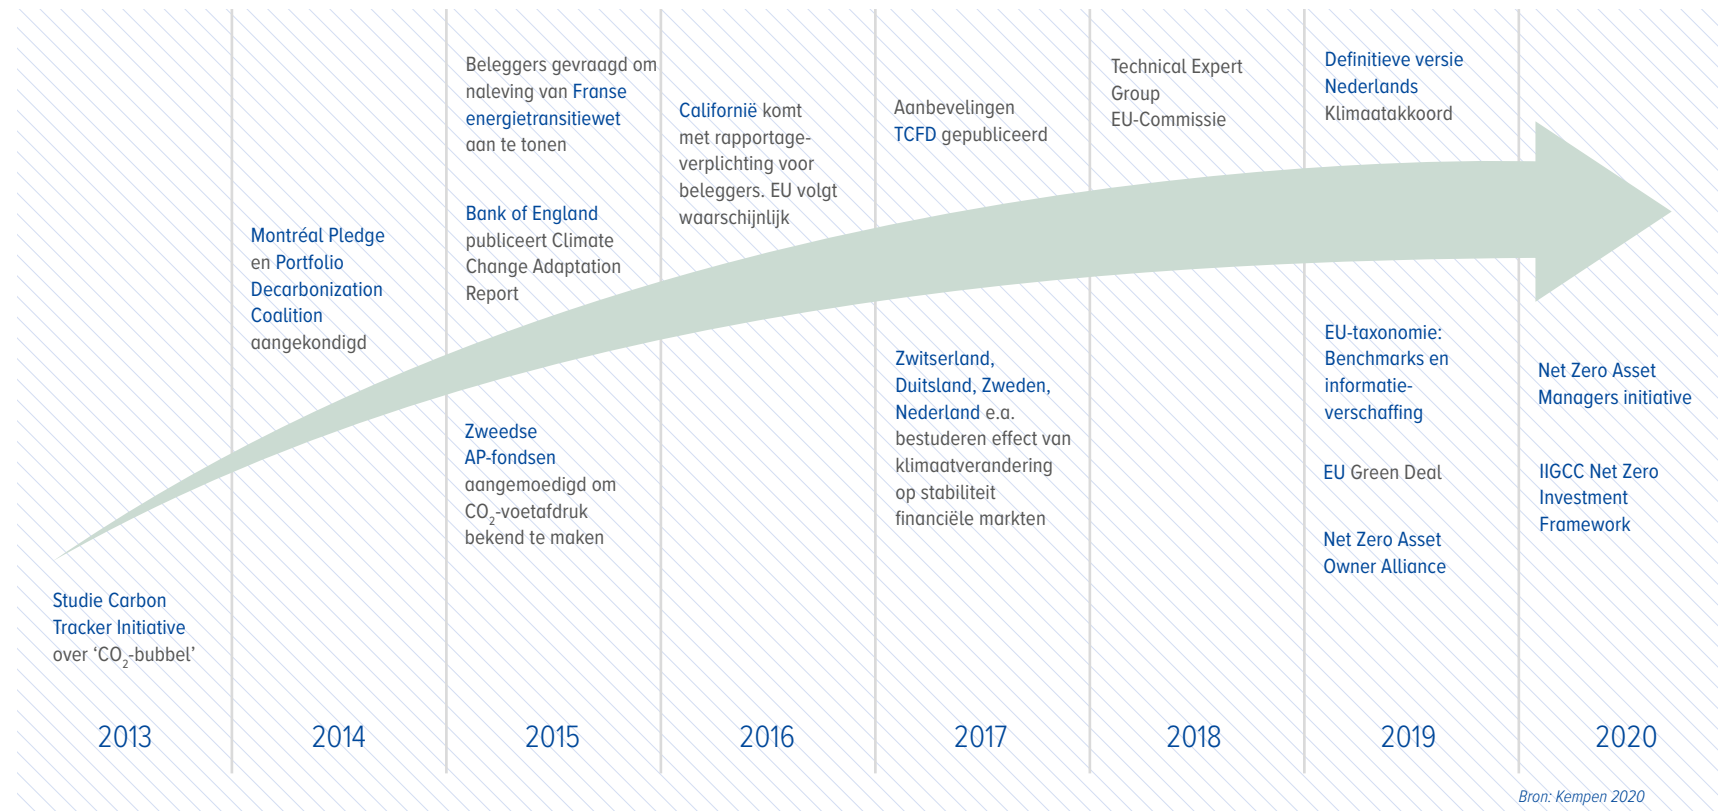 Studie Carbon
Tracker Initiative
over ‘CO₂-bubbel’
2013
Montréal Pledge
en Portfolio
Decarbonization
Coalition
aangekondigd
2014
Beleggers gevraagd om
naleving van Franse
energietransitiewet
aan te tonen
Bank of England
publiceert Climate
Change Adaptation
Report
Zweedse
AP-fondsen
aangemoedigd om
CO₂-voetafdruk
bekend te maken
2015
Californië komt
met rapportage-
verplichting voor
beleggers. EU volgt
waarschijnlijk
2016
Aanbevelingen
TCFD gepubliceerd
Zwitserland,
Duitsland, Zweden,
Nederland e.a.
bestuderen effect van
klimaatverandering
op stabiliteit
financiële markten
2017
Technical Expert
Group
EU-Commissie
2018
Definitieve versie
Nederlands
Klimaatakkoord
EU-taxonomie:
Benchmarks en
informatie-
verschaffing
EU Green Deal
Net Zero Asset
Owner Alliance
2019
Net Zero Asset
Managers initiative
IIGCC Net Zero
Investment
Framework
2020
Bron: Kempen 2020